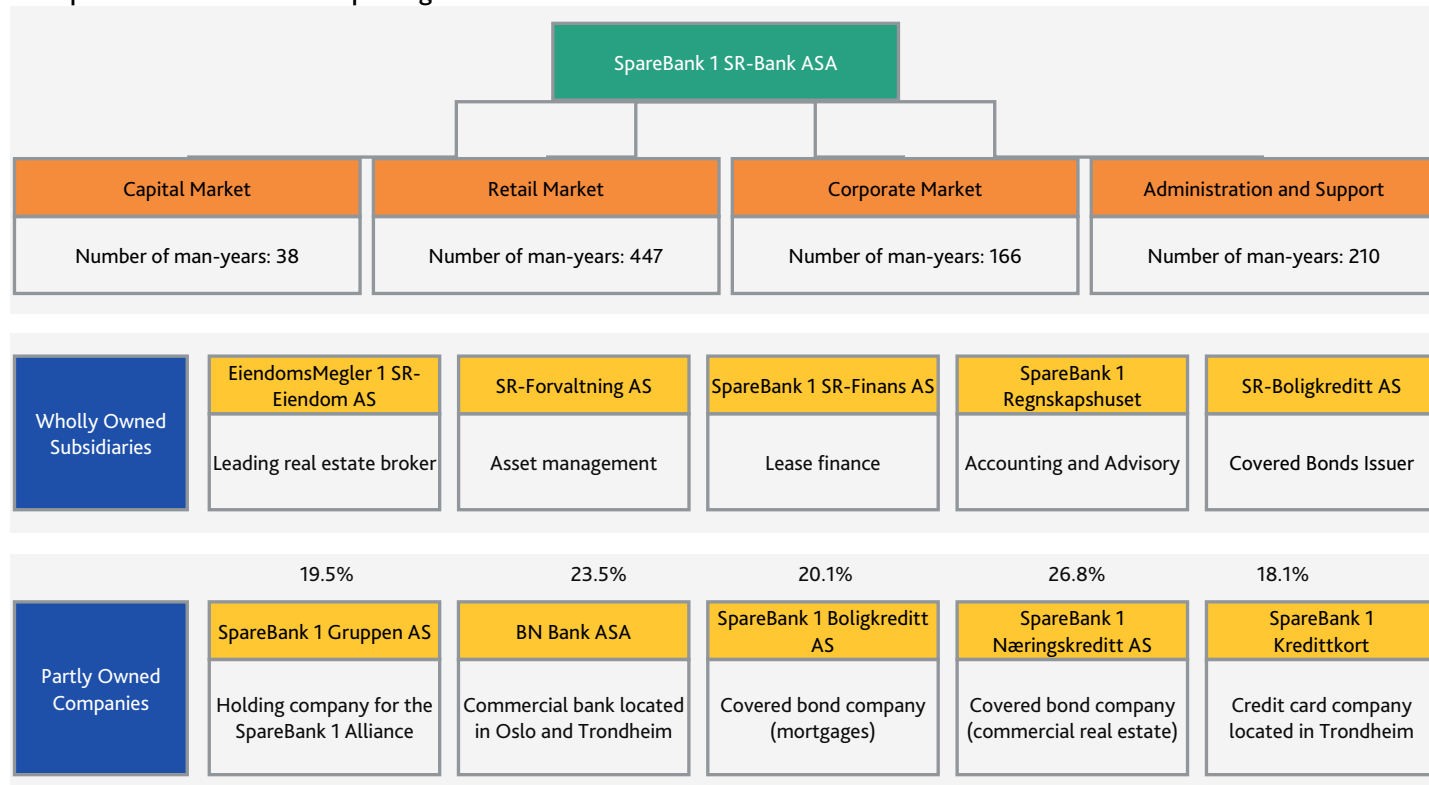 SpareBank 1 SR-Bank ASA
Capital Market
Retail Market
Corporate Market
Administration and Support
Number of man-years: 38
Number of man-years: 447
Number of man-years: 166
Number of man-years: 210
Wholly Owned
Subsidiaries
EiendomsMegler 1 SR-
Eiendom AS
Leading real estate broker
SR-Forvaltning AS
Asset management
SpareBank 1 SR-Finans AS
Lease finance
SpareBank 1
Regnskapshuset
Accounting and Advisory
SR-Boligkreditt AS
Covered Bonds Issuer
19.5%
23.5%
20.1%
26.8%
18.1%
Partly Owned
Companies
SpareBank 1 Gruppen AS
Holding company for the
SpareBank 1 Alliance
BN Bank ASA
Commercial bank located
in Oslo and Trondheim
SpareBank 1 Boligkreditt
AS
Covered bond company
(mortgages)
SpareBank 1
Næringskreditt AS
Covered bond company
(commercial real estate)
SpareBank 1
Kredittkort
Credit card company
located in Trondheim